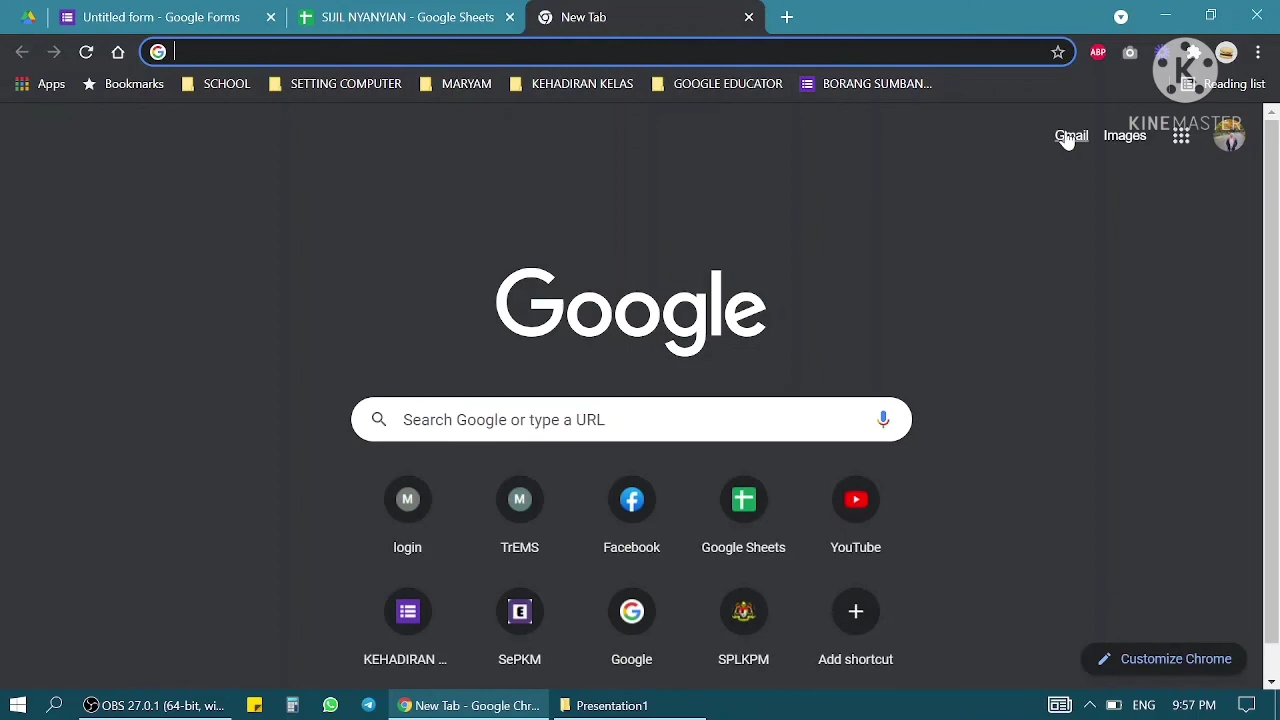 Untitled form - Google Forms
SIJIL NYANYIAN - Google Sheets
New Tab
G
ABP
Apps
Bookmarks
SCHOOL
SETTING COMPUTER
MARYAM
KEHADIRAN KELAS
GOOGLE EDUCATOR
BORANG SUMBAN...
Reading list
K
KINEMASTER
Gmail
Images
Google
Search Google or type a URL
M
M
login
TrEMS
Facebook
Google Sheets
YouTube
E
G
KEHADIRAN ...
SePKM
Google
SPLKPM
Add shortcut
Customize Chrome
OBS 27.0.1 (64-bit, wi...
New Tab - Google Chr...
Presentation1
ENG
9:57 PM